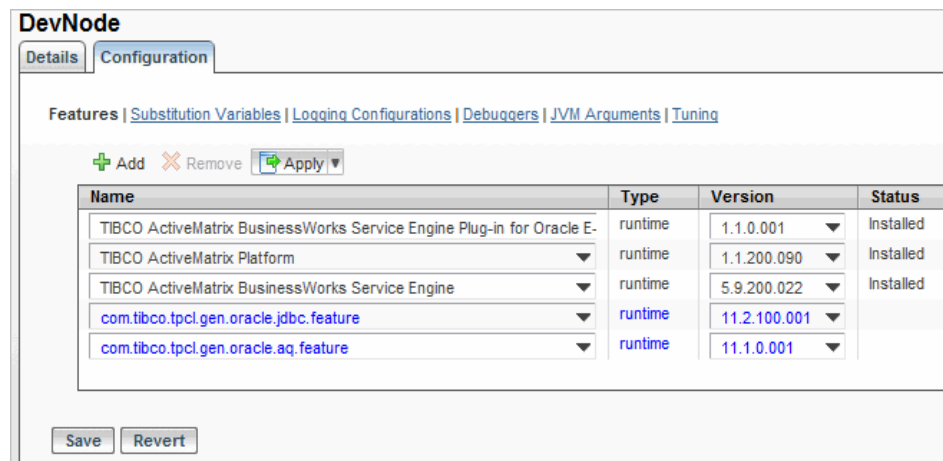 DevNode
Details Configuration
Features | Substitution Variables | Logging Configurations | Debuggers | JVM Arguments | Tuning
Add Remove Apply
Name Type Version Status
TIBCO ActiveMatrix BusinessWorks Service Engine Plug-in for Oracle E- runtime 1.1.0.001 Installed
TIBCO ActiveMatrix Platform runtime 1.1.200.090 Installed
TIBCO ActiveMatrix BusinessWorks Service Engine runtime 5.9.200.022 Installed
com.tibco.tpcl.gen.oracle.jdbc.feature runtime 11.2.100.001
com.tibco.tpcl.gen.oracle.aq.feature runtime 11.1.0.001
Save Revert